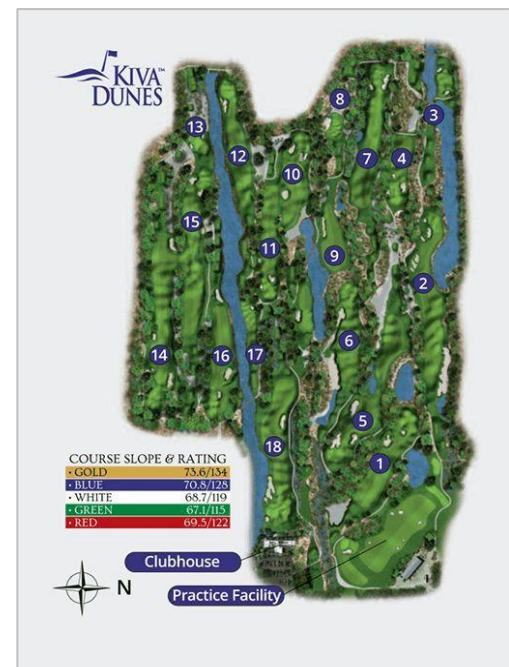 KIVA™
DUNES
8
3
13
12
7
4
10
15
11
9
2
6
14
16
17
5
18
1
COURSE SLOPE & RATING
• GOLD 73.6/134
• BLUE 70.8/128
• WHITE 68.7/119
• GREEN 67.1/115
• RED 69.5/122
Clubhouse
Practice Facility
N